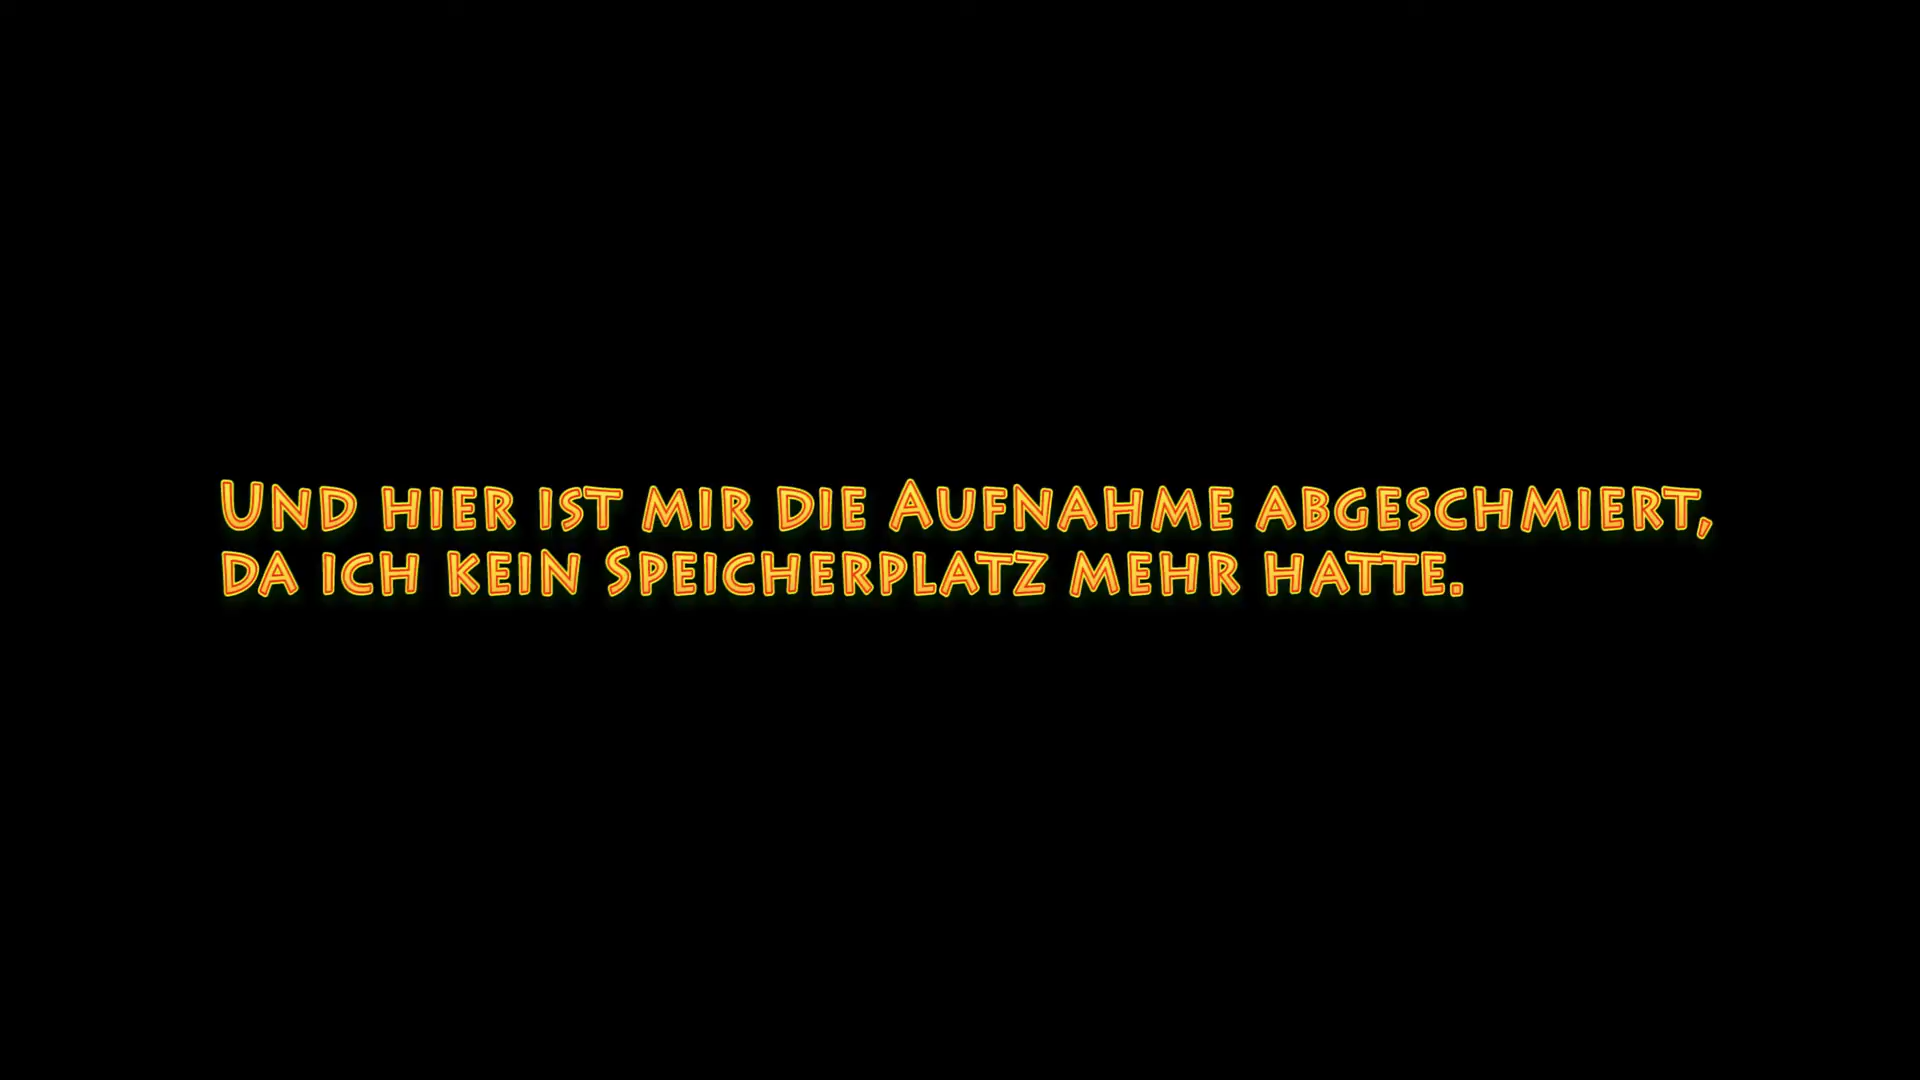 Und hier ist mir die Aufnahme abgeschmiert,
da ich kein Speicherplatz mehr hatte.